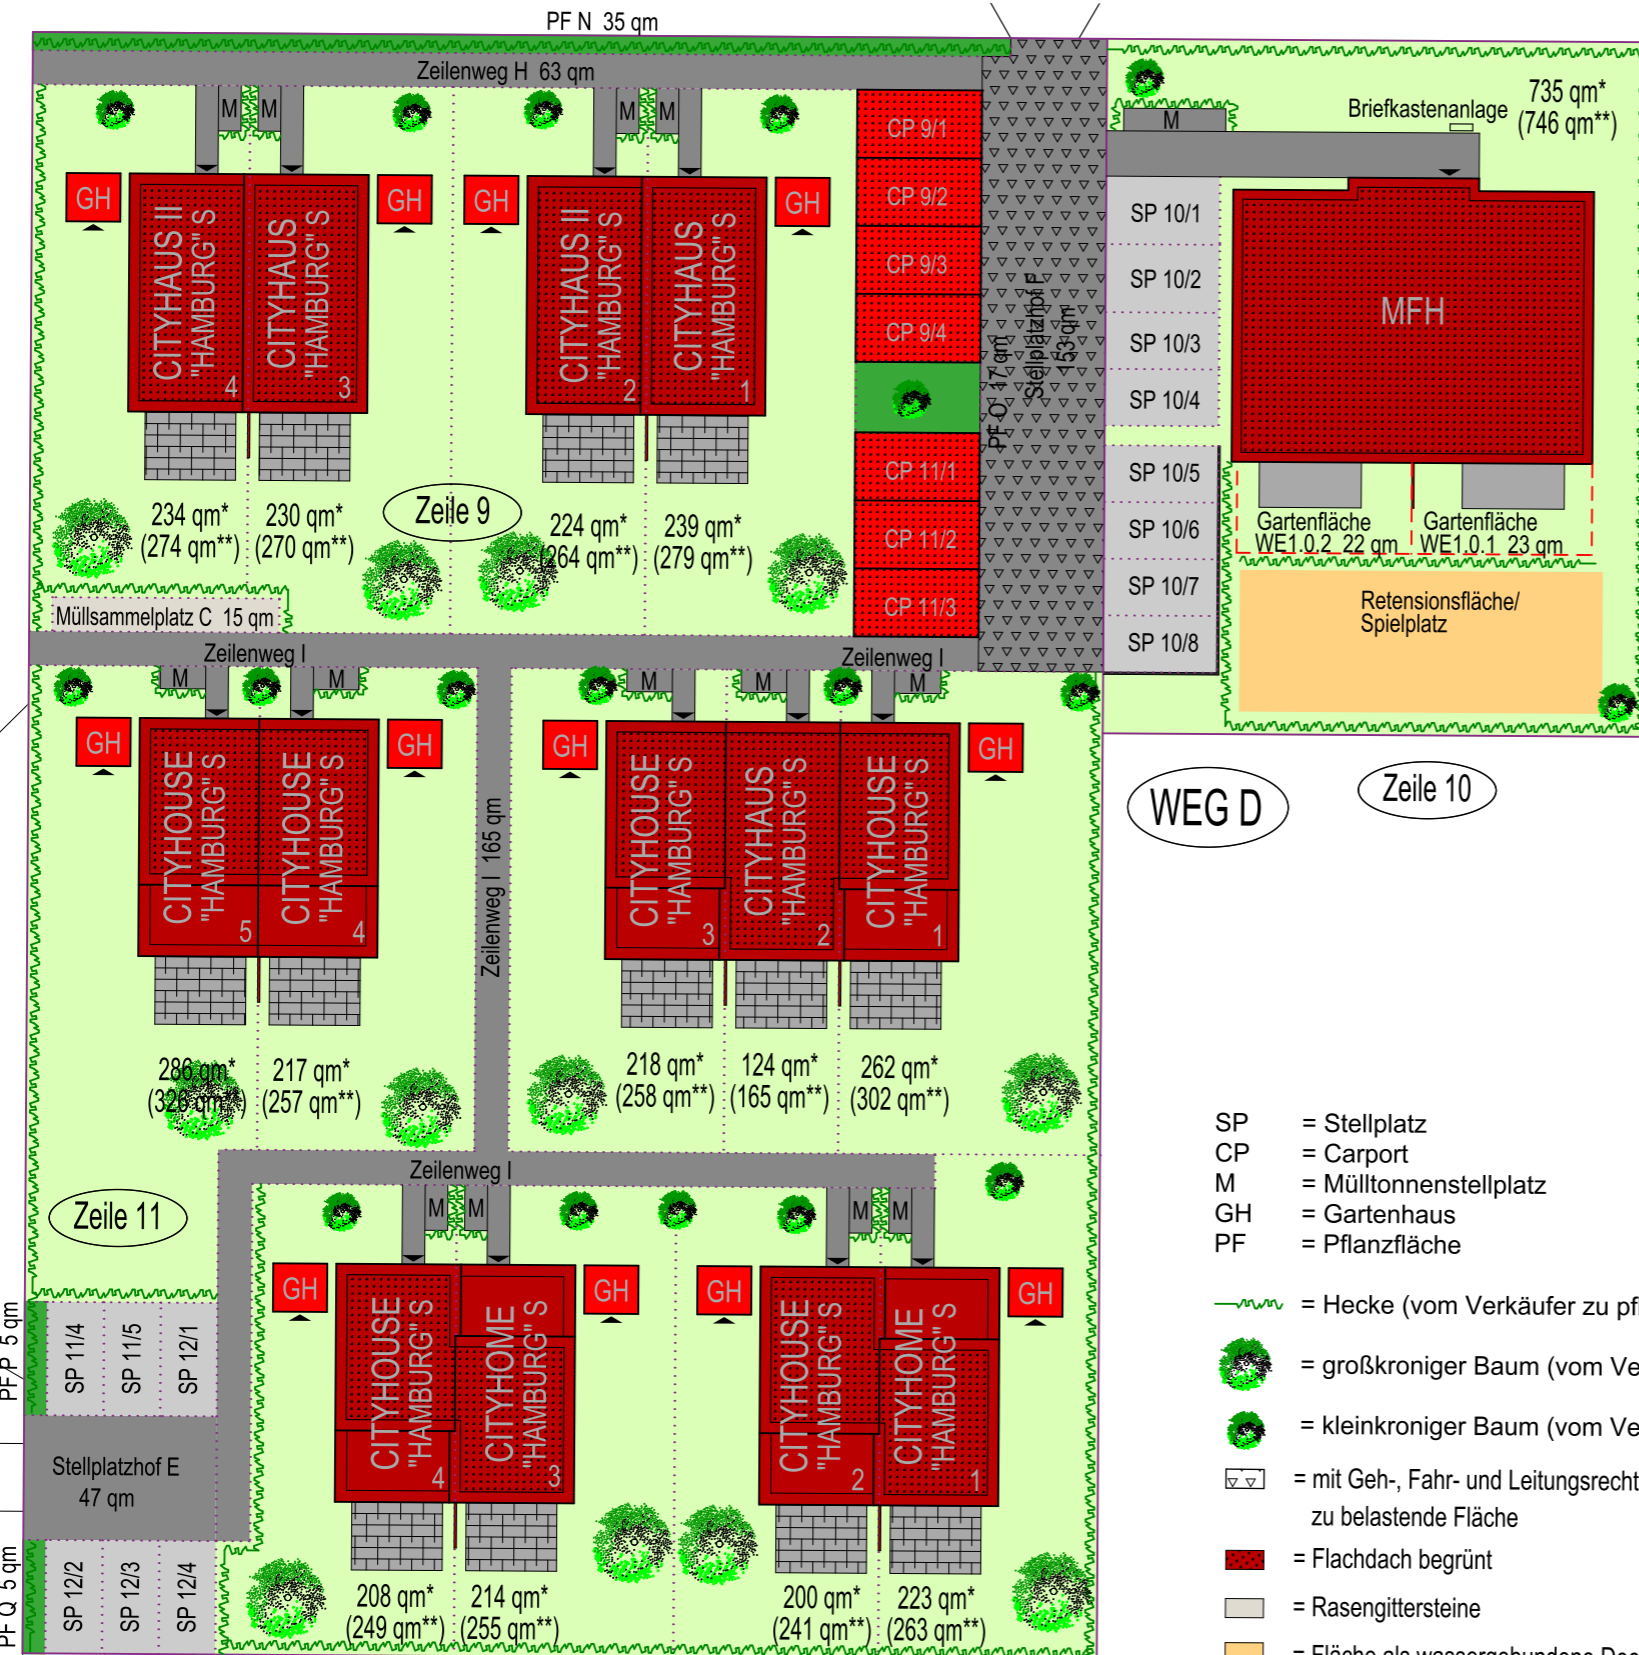 PF N  35 qm
Zeilenweg H  63 qm
M
M
M
M
GH
GH
GH
GH
CITYHAUS II
"HAMBURG" S
4
CITYHAUS
"HAMBURG" S
3
CITYHAUS II
"HAMBURG" S
2
CITYHAUS
"HAMBURG" S
1
CP 9/1
CP 9/2
CP 9/3
CP 9/4
CP 11/1
CP 11/2
CP 11/3
PF O  17 qm
Stellplatzhof F
153 qm
M
Briefkastenanlage
735 qm*
(746 qm**)
SP 10/1
SP 10/2
SP 10/3
SP 10/4
SP 10/5
SP 10/6
SP 10/7
SP 10/8
MFH
Gartenfläche
WE1.0.2  22 qm
Gartenfläche
WE1.0.1  23 qm
Retensionsfläche/
Spielplatz
234 qm*
(274 qm**)
230 qm*
(270 qm**)
Zeile 9
224 qm*
(264 qm**)
239 qm*
(279 qm**)
Müllsammelplatz C  15 qm
Zeilenweg I
Zeilenweg I
M
M
M
M
M
GH
GH
GH
GH
CITYHOUSE
"HAMBURG" S
5
CITYHOUSE
"HAMBURG" S
4
Zeilenweg I  165 qm
CITYHOUSE
"HAMBURG" S
3
CITYHAUS
"HAMBURG" S
2
CITYHOUSE
"HAMBURG" S
1
WEG D
Zeile 10
286 qm*
(326 qm**)
217 qm*
(257 qm**)
218 qm*
(258 qm**)
124 qm*
(165 qm**)
262 qm*
(302 qm**)
Zeilenweg I
Zeile 11
M
M
M
M
GH
GH
GH
GH
CITYHOUSE
"HAMBURG" S
4
CITYHOME
"HAMBURG" S
3
CITYHOUSE
"HAMBURG" S
2
CITYHOME
"HAMBURG" S
1
PF P  5 qm
SP 11/4
SP 11/5
SP 12/1
Stellplatzhof E
47 qm
PF Q  5 qm
SP 12/2
SP 12/3
SP 12/4
208 qm*
(249 qm**)
214 qm*
(255 qm**)
200 qm*
(241 qm**)
223 qm*
(263 qm**)
SP = Stellplatz
CP = Carport
M = Mülltonnenstellplatz
GH = Gartenhaus
PF = Pflanzfläche
= Hecke (vom Verkäufer zu pf
= großkroniger Baum (vom Ve
= kleinkroniger Baum (vom Ve
= mit Geh-, Fahr- und Leitungsrecht
zu belastende Fläche
= Flachdach begrünt
= Rasengittersteine
= Fläche als wassergebundene Dec